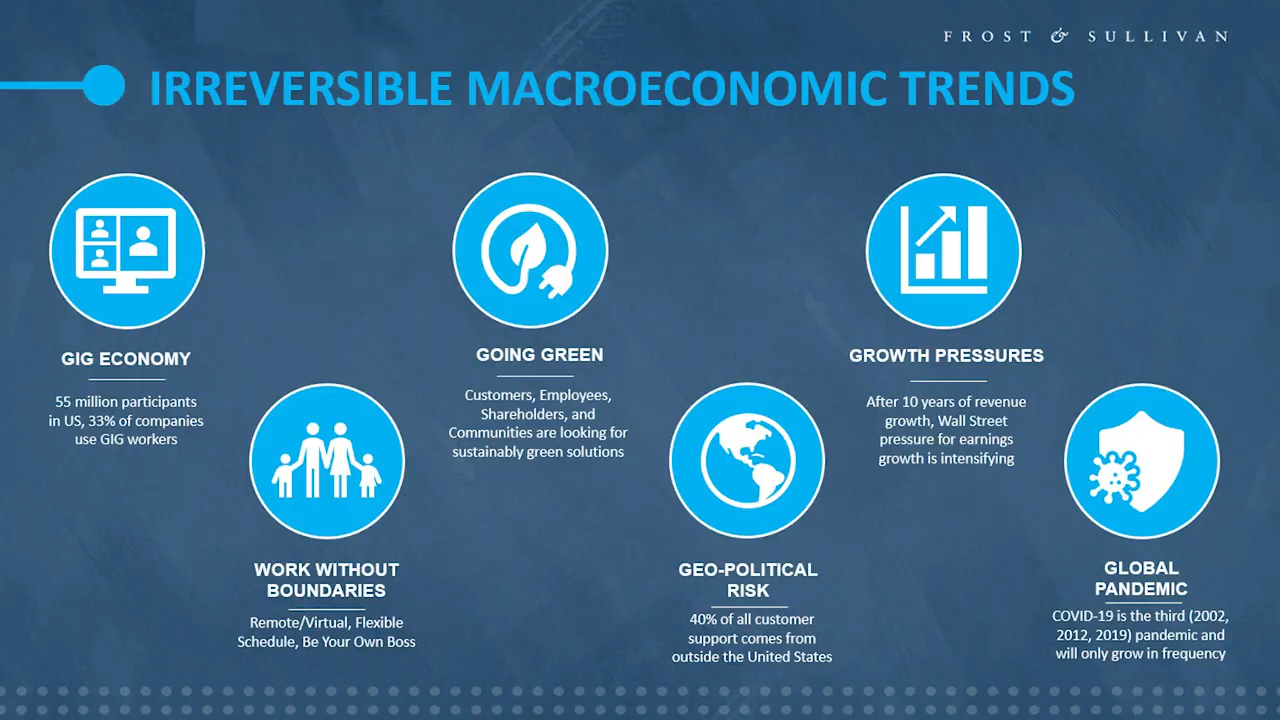 FROST & SULLIVAN
IRREVERSIBLE MACROECONOMIC TRENDS
GIG ECONOMY
55 million participants
in US, 33% of companies
use GIG workers
WORK WITHOUT
BOUNDARIES
Remote/Virtual, Flexible
Schedule, Be Your Own Boss
GOING GREEN
Customers, Employees,
Shareholders, and
Communities are looking for
sustainably green solutions
GEO-POLITICAL
RISK
40% of all customer
support comes from
outside the United States
GROWTH PRESSURES
After 10 years of revenue
growth, Wall Street
pressure for earnings
growth is intensifying
GLOBAL
PANDEMIC
COVID-19 is the third (2002,
2012, 2019) pandemic and
will only grow in frequency